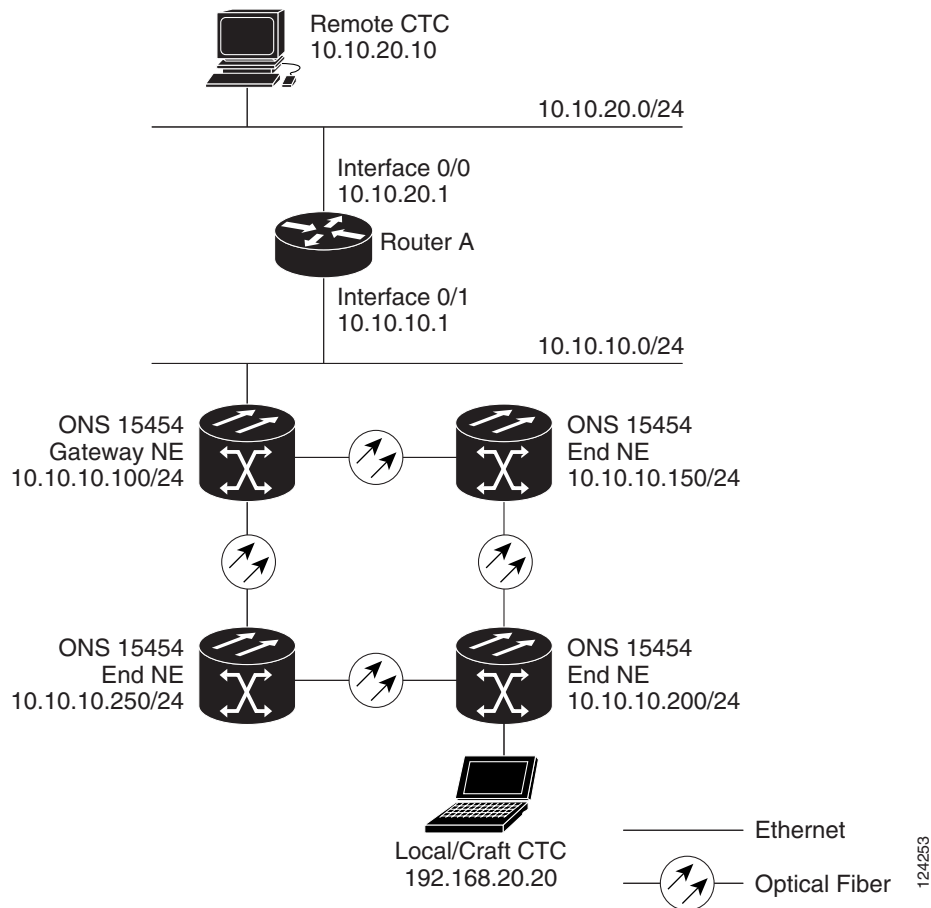 Remote CTC
10.10.20.10
10.10.20.0/24
Interface 0/0
10.10.20.1
Router A
Interface 0/1
10.10.10.1
10.10.10.0/24
ONS 15454
Gateway NE
10.10.10.100/24
ONS 15454
End NE
10.10.10.150/24
ONS 15454
End NE
10.10.10.250/24
ONS 15454
End NE
10.10.10.200/24
Local/Craft CTC
192.168.20.20
Ethernet
Optical Fiber
124253